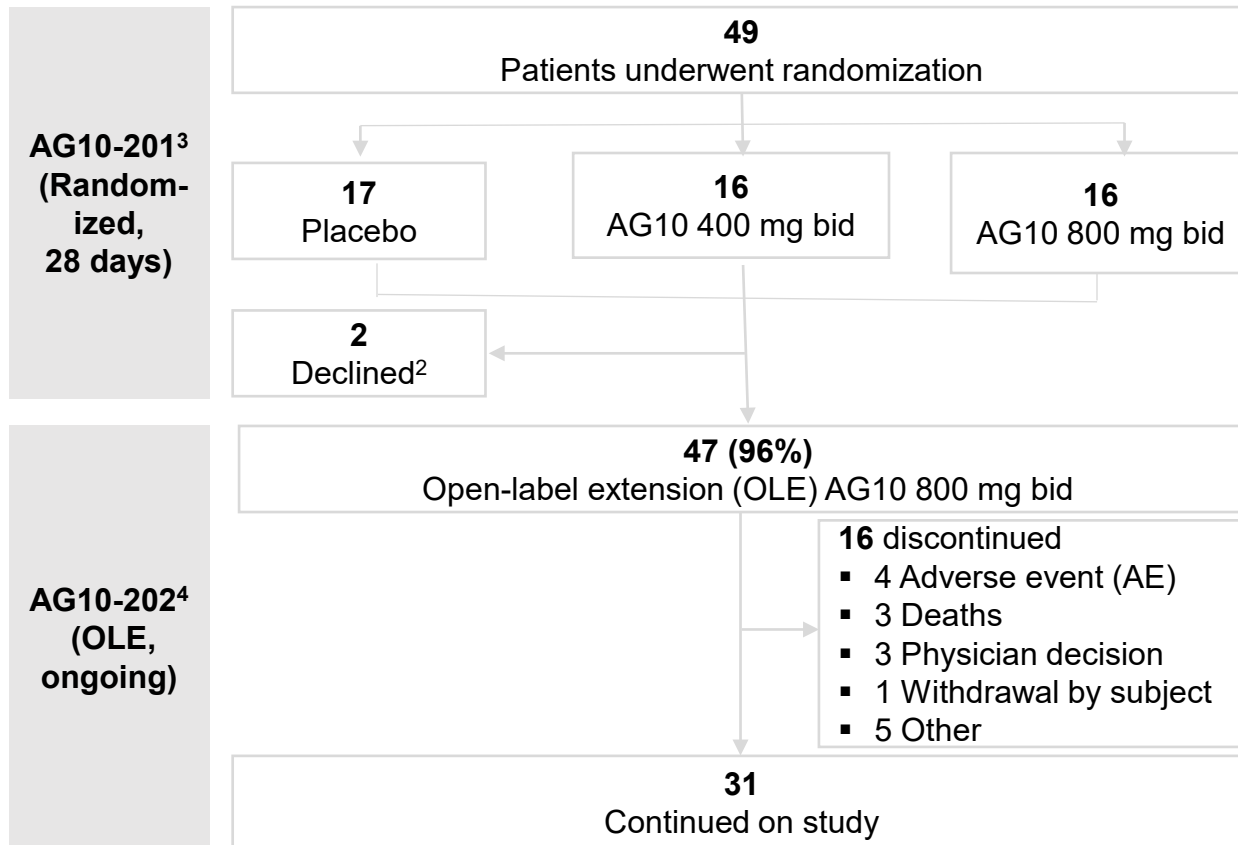 49
Patients underwent randomization
AG10-201³
(Random-
ized,
28 days)
17
Placebo
16
AG10 400 mg bid
16
AG10 800 mg bid
2
Declined²
47 (96%)
Open-label extension (OLE) AG10 800 mg bid
AG10-202⁴
(OLE,
ongoing)
16 discontinued
▪ 4 Adverse event (AE)
▪ 3 Deaths
▪ 3 Physician decision
▪ 1 Withdrawal by subject
▪ 5 Other
31
Continued on study